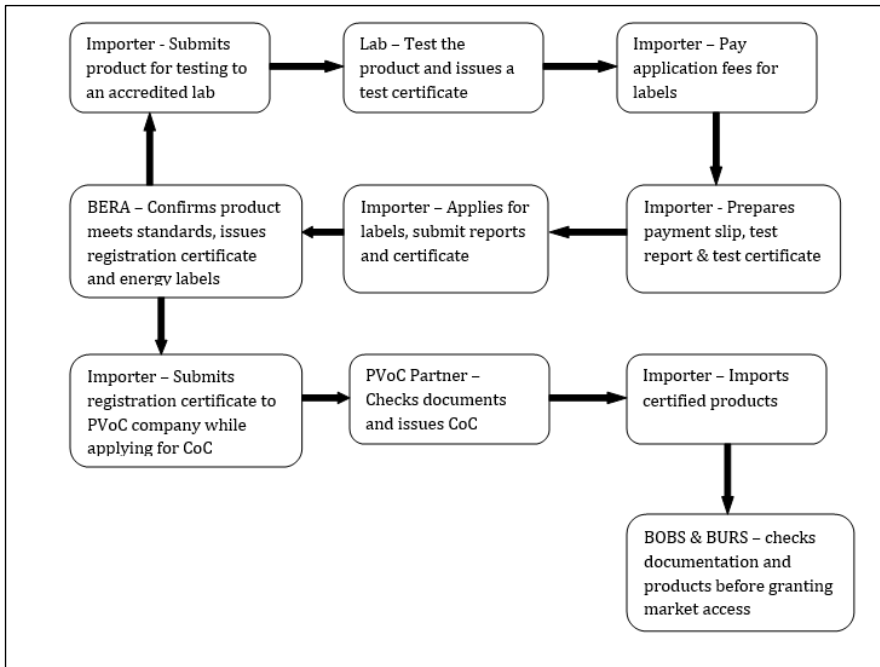 Importer - Submits
product for testing to
an accredited lab
Lab – Test the
product and issues a
test certificate
Importer – Pay
application fees for
labels
Importer - Prepares
payment slip, test
report & test certificate
Importer – Applies for
labels, submit reports
and certificate
BERA – Confirms product
meets standards, issues
registration certificate
and energy labels
Importer – Submits
registration certificate to
PVoC company while
applying for CoC
PVoC Partner –
Checks documents
and issues CoC
Importer – Imports
certified products
BOBS & BURS – checks
documentation and
products before granting
market access